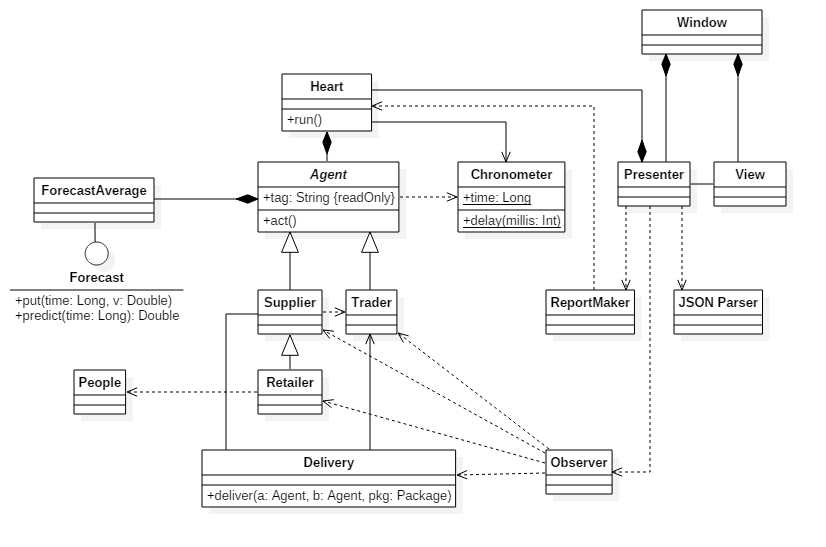 Window
Heart
+run()
Agent
+tag: String {readOnly}
+act()
Chronometer
+time: Long
+delay(millis: Int)
Presenter
View
ForecastAverage
Forecast
+put(time: Long, v: Double)
+predict(time: Long): Double
Supplier
Trader
ReportMaker
JSON Parser
People
Retailer
Delivery
+deliver(a: Agent, b: Agent, pkg: Package)
Observer